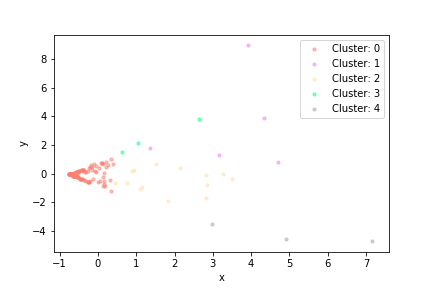 Cluster: 0
Cluster: 1
Cluster: 2
Cluster: 3
Cluster: 4
8
6
4
2
0
−2
−4
y
−1 0 1 2 3 4 5 6 7
x